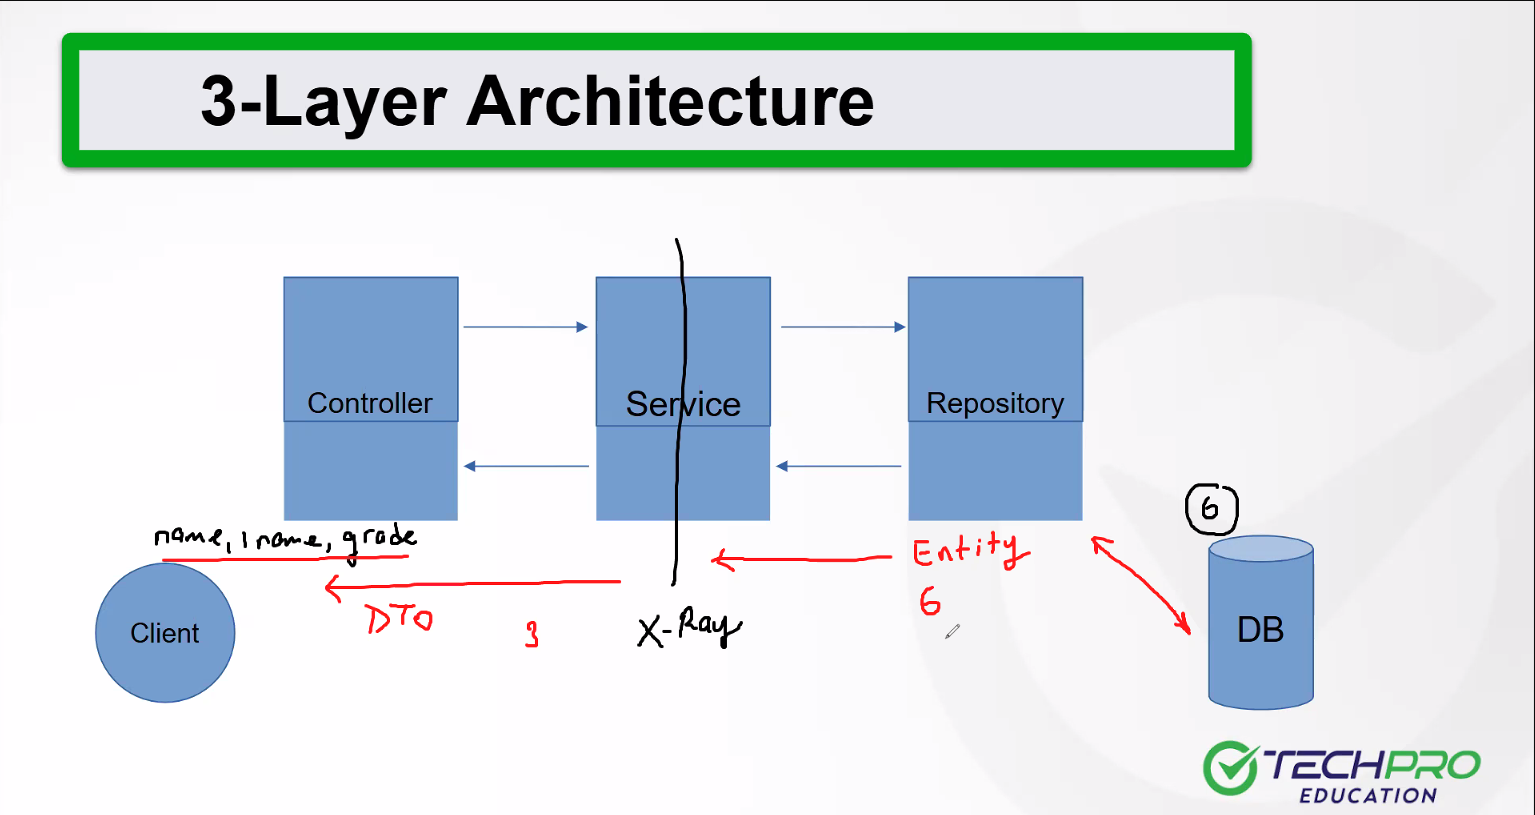 3-Layer Architecture
Controller
Service
Repository
name, lname, grade
Entity
6
6
DTO
3
X-Ray
Client
DB
TECHPRO
EDUCATION